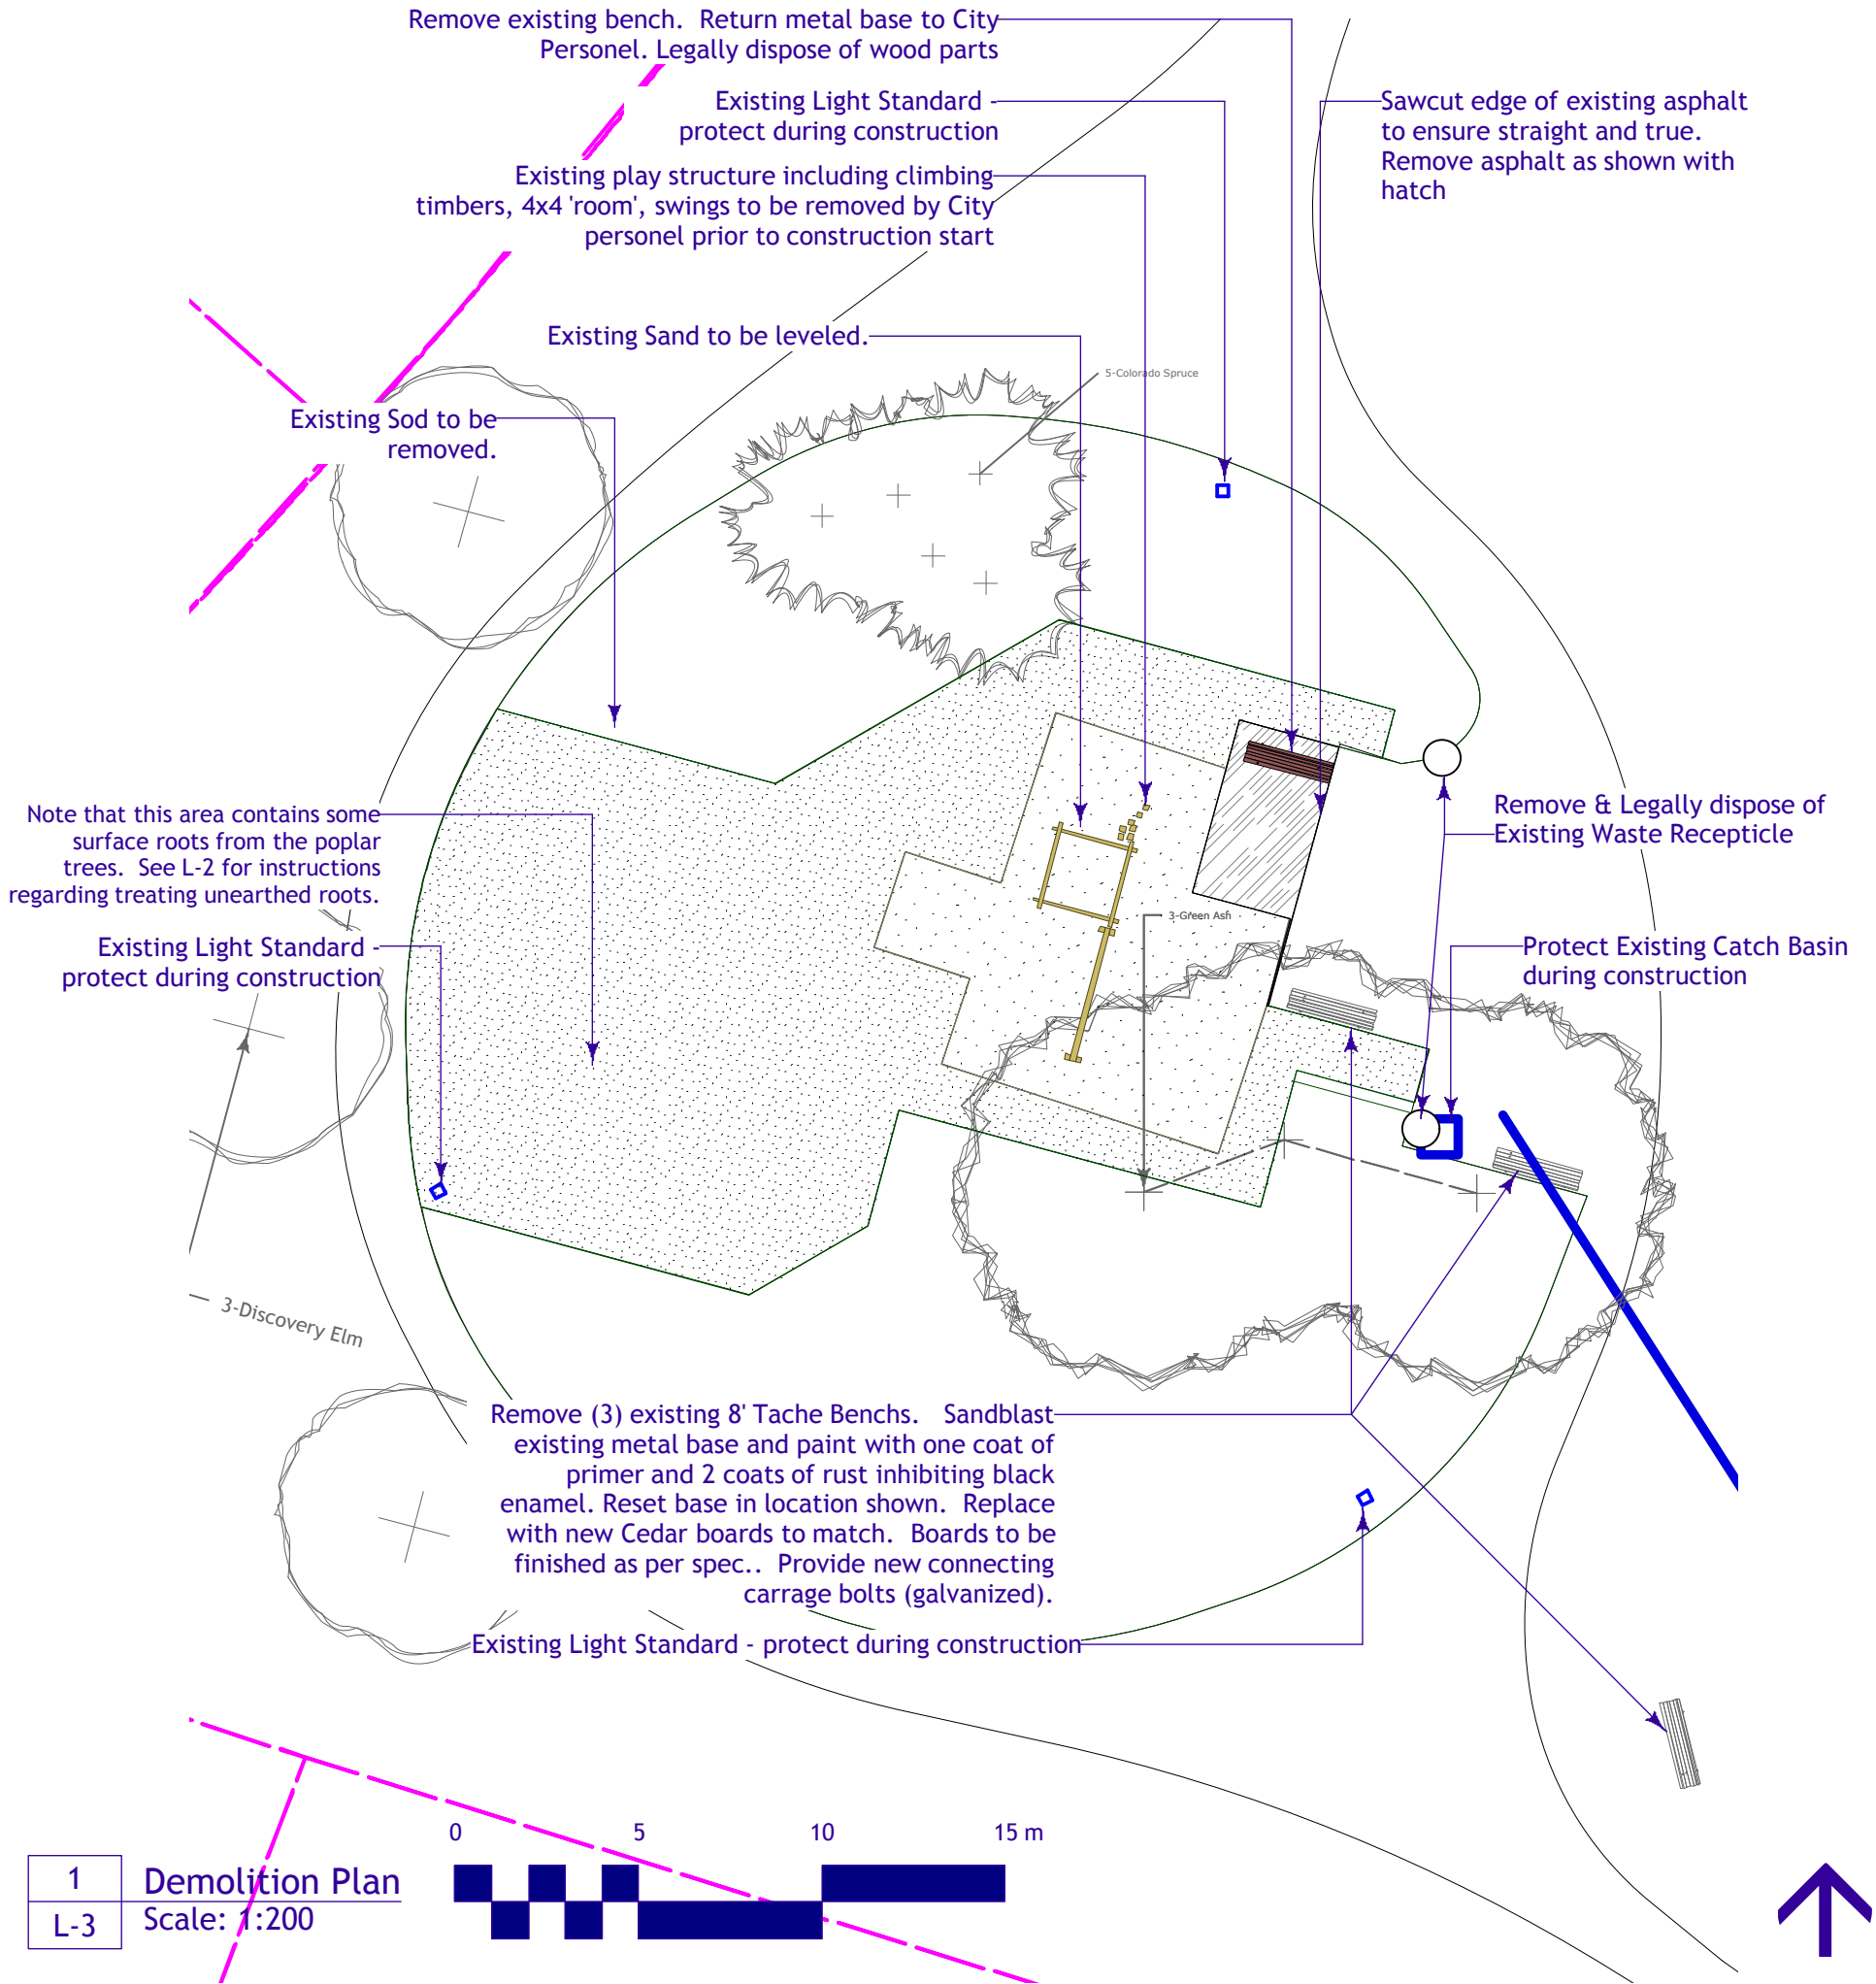 Remove existing bench.  Return metal base to City
Personel. Legally dispose of wood parts
Existing Light Standard -
protect during construction
Sawcut edge of existing asphalt
to ensure straight and true.
Remove asphalt as shown with
hatch
Existing play structure including climbing
timbers, 4x4 'room', swings to be removed by City
personel prior to construction start
Existing Sand to be leveled.
5-Colorado Spruce
Existing Sod to be
removed.
Note that this area contains some
surface roots from the poplar
trees.  See L-2 for instructions
regarding treating unearthed roots.
Remove & Legally dispose of
Existing Waste Recepticle
3-Green Ash
Existing Light Standard -
protect during construction
Protect Existing Catch Basin
during construction
3-Discovery Elm
Remove (3) existing 8' Tache Benchs.   Sandblast
existing metal base and paint with one coat of
primer and 2 coats of rust inhibiting black
enamel. Reset base in location shown.  Replace
with new Cedar boards to match.  Boards to be
finished as per spec..  Provide new connecting
carrage bolts (galvanized).
Existing Light Standard - protect during construction
0 5 10 15 m
1
L-3
Demolition Plan
Scale: 1:200